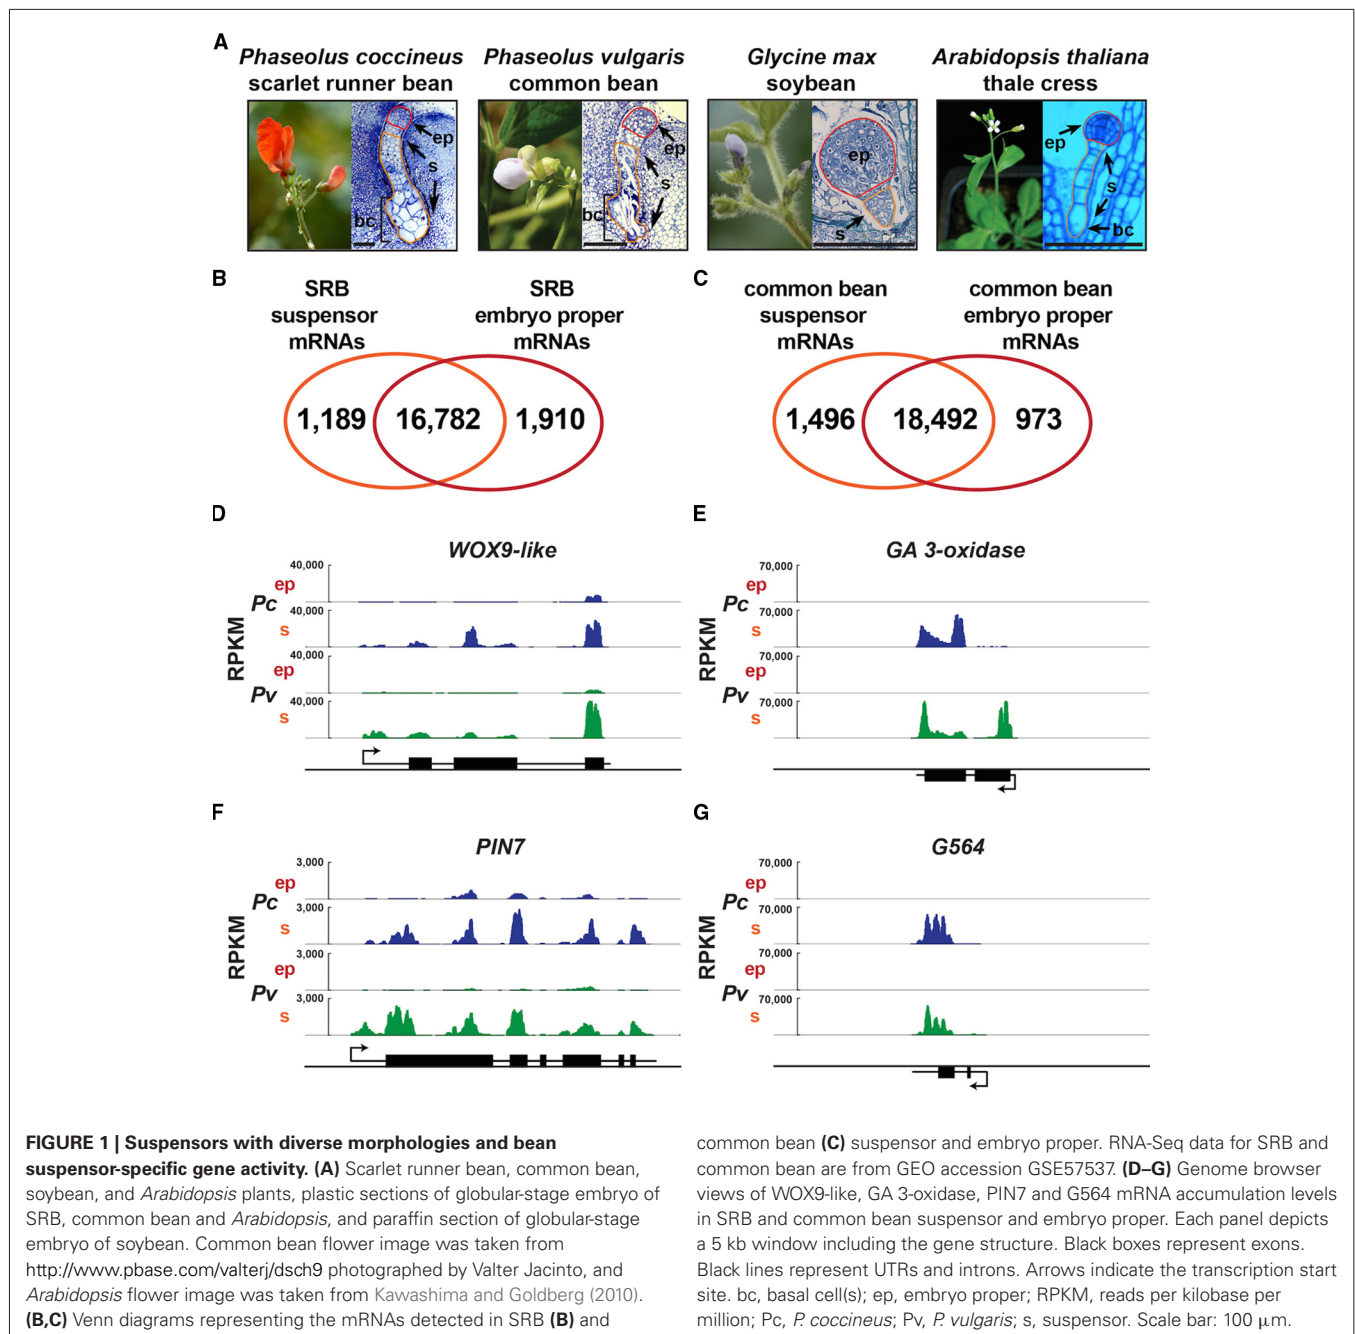 A
Phaseolus coccineus
scarlet runner bean
Phaseolus vulgaris
common bean
Glycine max
soybean
Arabidopsis thaliana
thale cress
ep
s
bc
ep
s
bc
ep
s
ep
s
bc
B
SRB
suspensor
mRNAs
SRB
embryo proper
mRNAs
1,189
16,782
1,910
C
common bean
suspensor
mRNAs
common bean
embryo proper
mRNAs
1,496
18,492
973
D
WOX9-like
RPKM
Pc
ep
40,000
s
40,000
Pv
ep
40,000
s
40,000
E
GA 3-oxidase
RPKM
Pc
ep
70,000
s
70,000
Pv
ep
70,000
s
70,000
F
PIN7
RPKM
Pc
ep
3,000
s
3,000
Pv
ep
3,000
s
3,000
G
G564
RPKM
Pc
ep
70,000
s
70,000
Pv
ep
70,000
s
70,000
FIGURE 1 | Suspensors with diverse morphologies and bean
suspensor-specific gene activity. (A) Scarlet runner bean, common bean,
soybean, and Arabidopsis plants, plastic sections of globular-stage embryo of
SRB, common bean and Arabidopsis, and paraffin section of globular-stage
embryo of soybean. Common bean flower image was taken from
http://www.pbase.com/valterj/dsch9 photographed by Valter Jacinto, and
Arabidopsis flower image was taken from Kawashima and Goldberg (2010).
(B,C) Venn diagrams representing the mRNAs detected in SRB (B) and
common bean (C) suspensor and embryo proper. RNA-Seq data for SRB and
common bean are from GEO accession GSE57537. (D–G) Genome browser
views of WOX9-like, GA 3-oxidase, PIN7 and G564 mRNA accumulation levels
in SRB and common bean suspensor and embryo proper. Each panel depicts
a 5 kb window including the gene structure. Black boxes represent exons.
Black lines represent UTRs and introns. Arrows indicate the transcription start
site. bc, basal cell(s); ep, embryo proper; RPKM, reads per kilobase per
million; Pc, P. coccineus; Pv, P. vulgaris; s, suspensor. Scale bar: 100 μm.